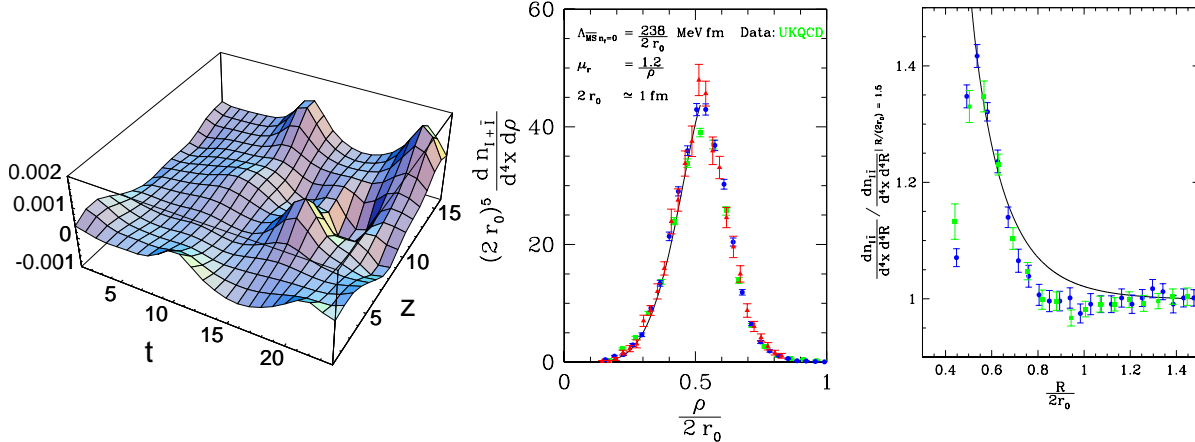 0.002
0.001
0
-0.001
5
10
15
20
t
5
10
15
z
60
40
20
0
(2 r₀)⁵ d n_{I+Ī} / d⁴x dρ
Λ_{\overline{MS} n_f=0} = 238 / 2 r₀ MeV fm Data: UKQCD
μ_r = 1.2 / ρ
2 r₀ ≃ 1 fm
0 0.5 1
ρ / 2 r₀
1.4
1.2
1.0
dn_{IĪ} / d⁴x d⁴R / dn_{IĪ} / d⁴x d⁴R | R/(2r₀) = 1.5
0.4 0.6 0.8 1.0 1.2 1.4
R / 2r₀